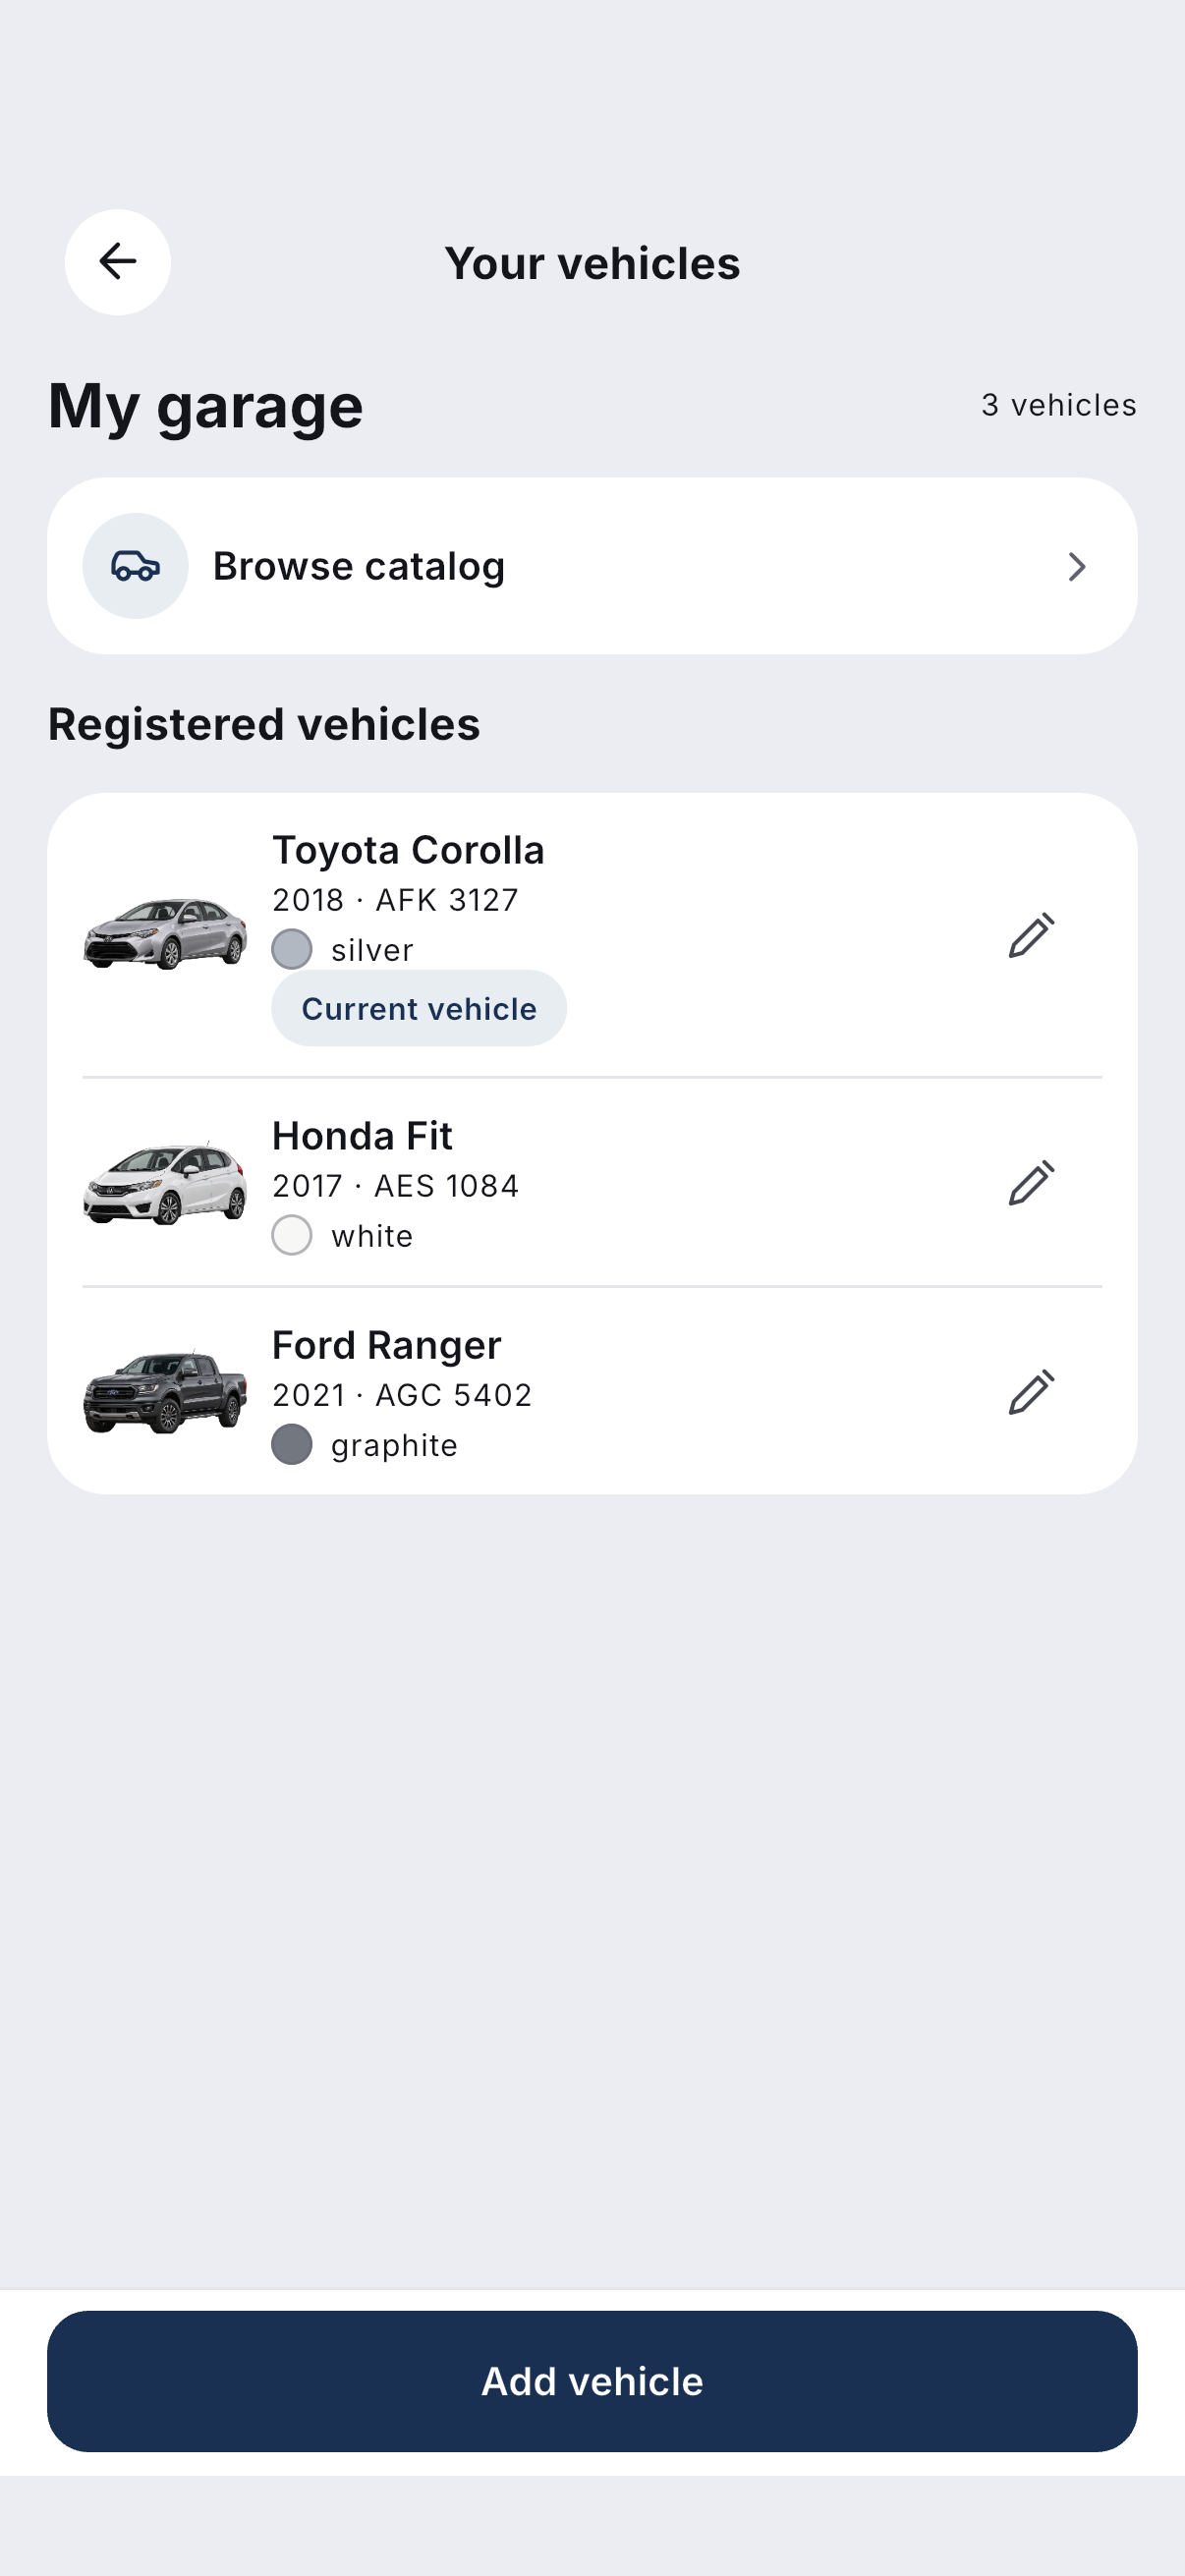 Your vehicles
My garage
3 vehicles
Browse catalog
Registered vehicles
Toyota Corolla
2018 · AFK 3127
silver
Current vehicle
Honda Fit
2017 · AES 1084
white
Ford Ranger
2021 · AGC 5402
graphite
Add vehicle